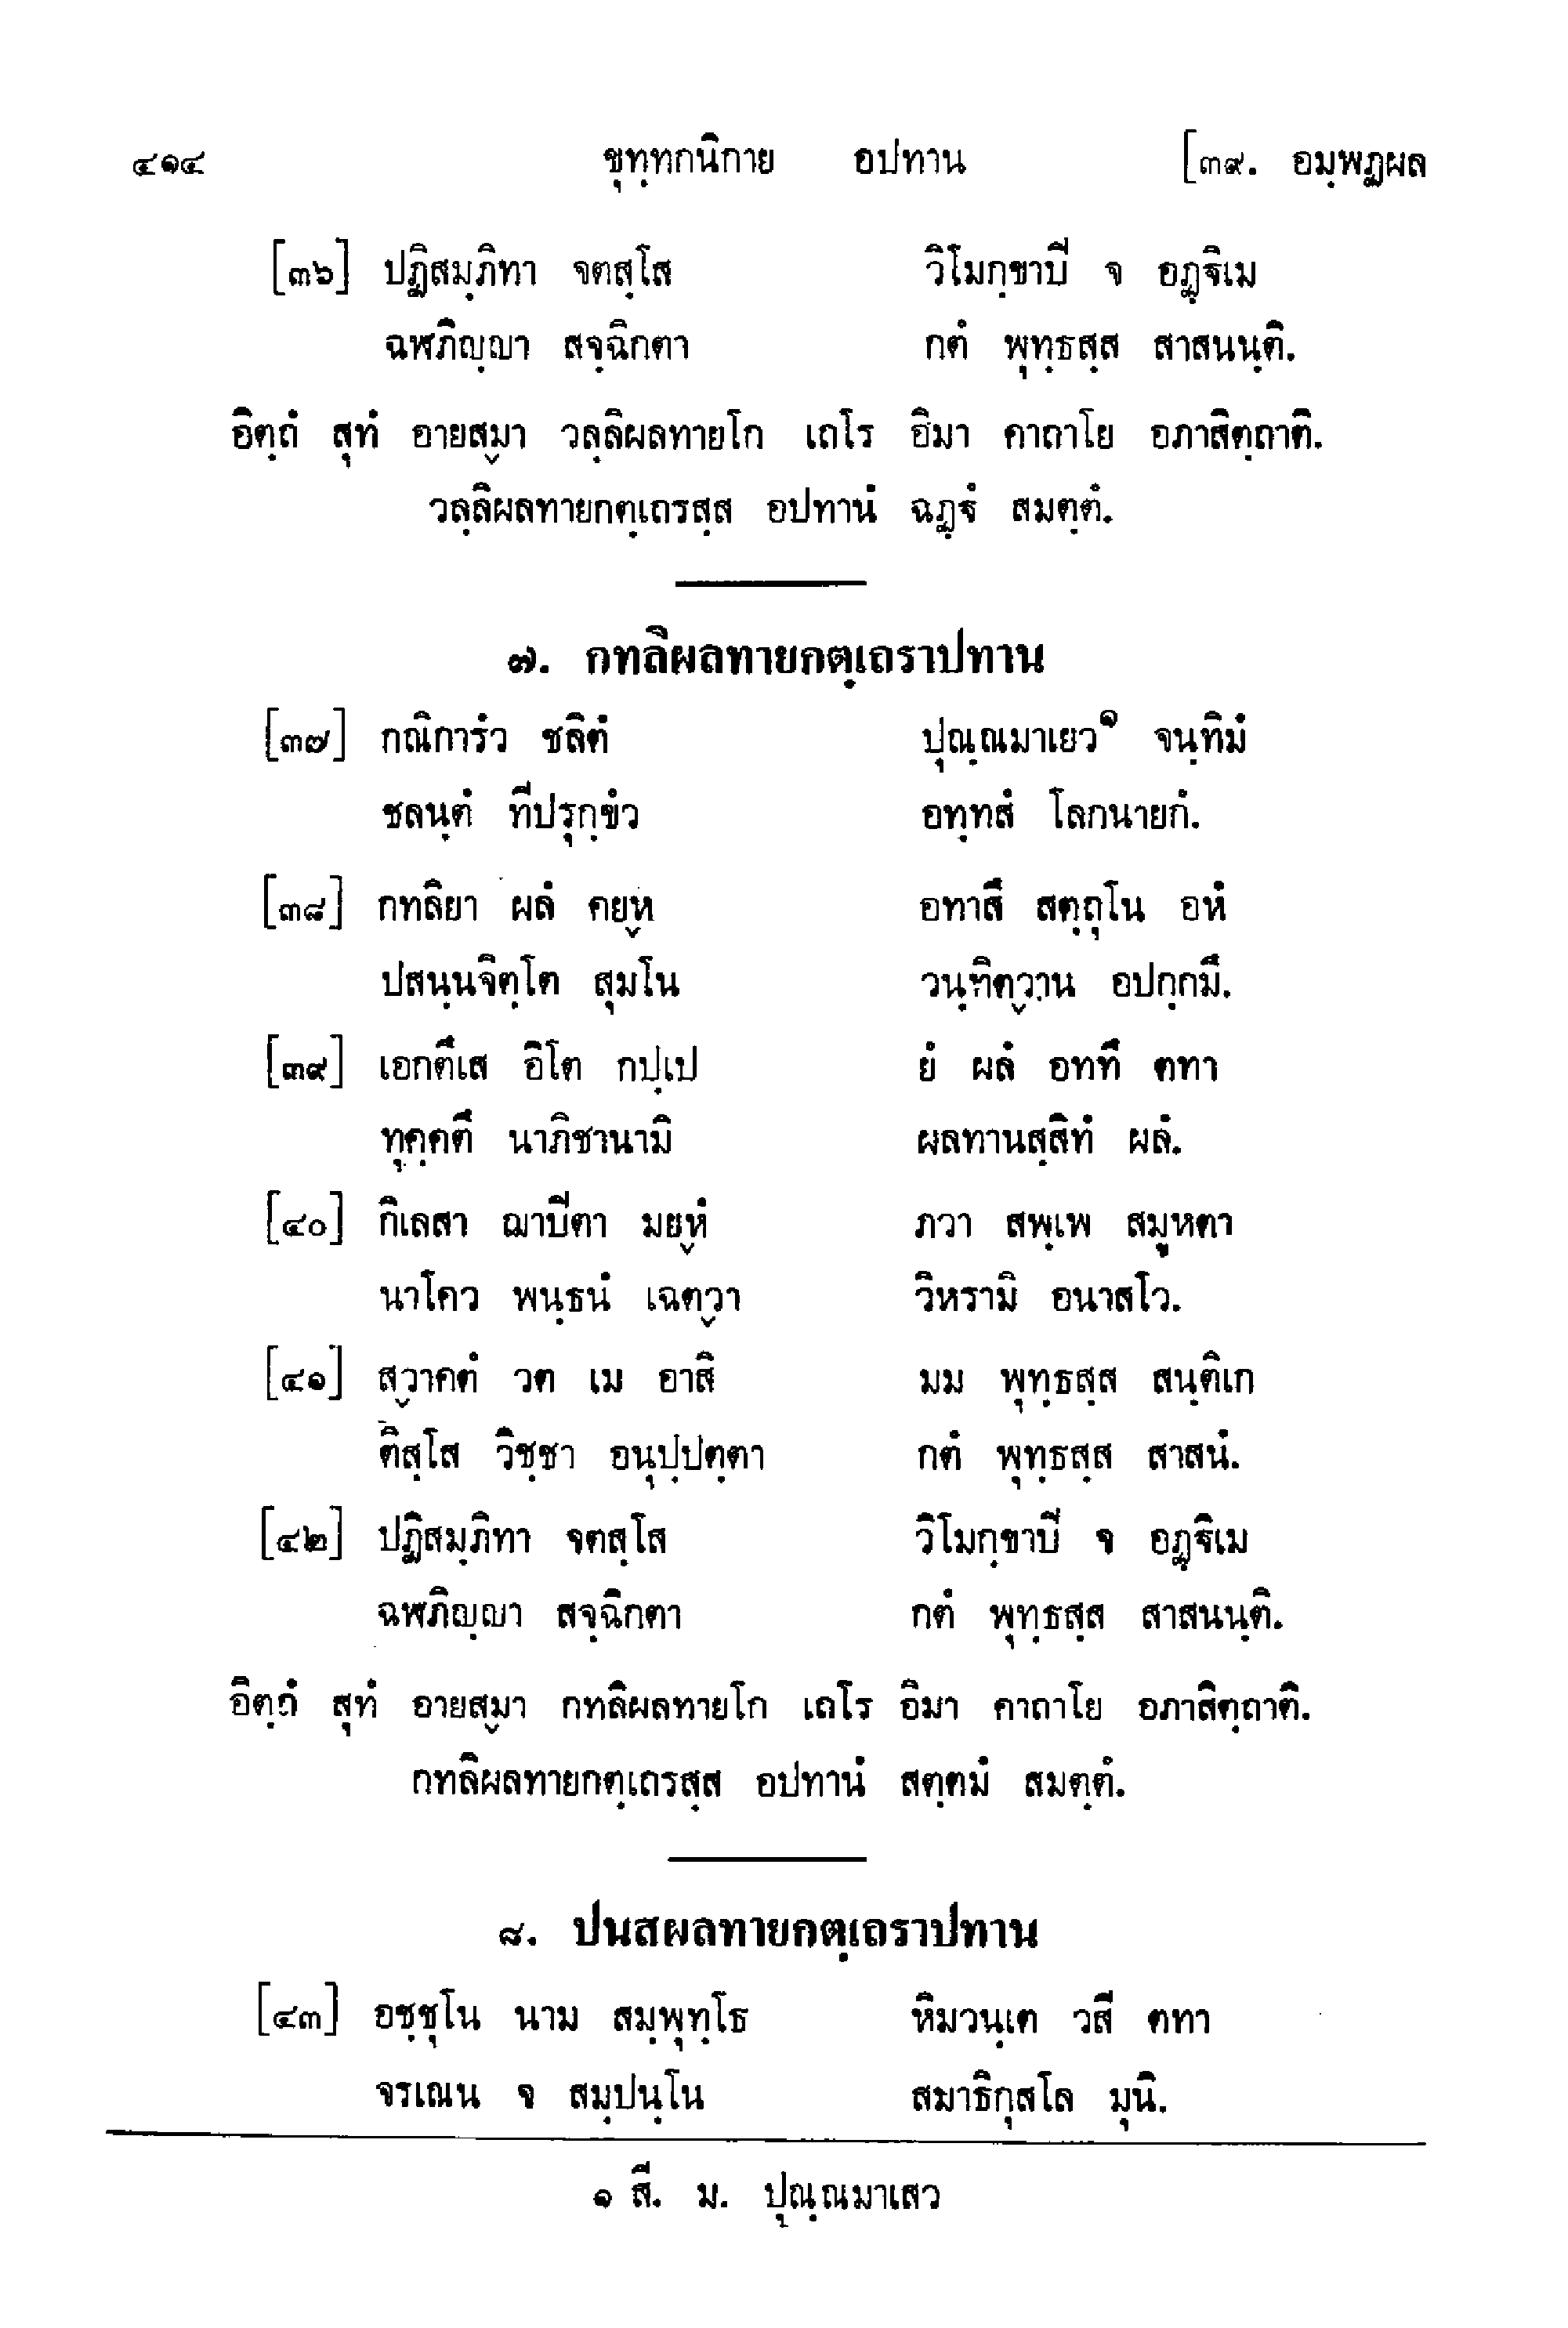 ๔๑๔ ขุทฺทกนิกาย อปทาน [๓๙. อมฺพฏผล
[๓๖] ปฏิสมฺภิทา จตสฺโส วิโมกฺขาปี จ อฏฺฐิเม
ฉฬภิญฺญา สจฺฉิกตา กตํ พุทฺธสฺส สาสนนฺติ.
อิตฺถํ สุทํ อายสฺมา วลฺลิผลทายโก เถโร อิมา คาถาโย อภาสิตฺถาติ.
วลฺลิผลทายกตฺเถรสฺส อปทานํ ฉฏฺฐํ สมตฺตํ.
๗. กทลิผลทายกตฺเถราปทาน
[๓๗] กณิการํว ชลิตํ ปุณฺณมาเยว๑ จนฺทิมํ
ชลนฺตํ ทีปรุกฺขํว อทฺทสํ โลกนายกํ.
[๓๘] กทลิยา ผลํ คยฺห อทาสึ สตฺถุโน อหํ
ปสนฺนจิตฺโต สุมโน วนฺทิตฺวาน อปกฺกมึ.
[๓๙] เอกตึเส อิโต กปฺเป ยํ ผลํ อททึ ตทา
ทุคฺคตึ นาภิชานามิ ผลทานสฺสิทํ ผลํ.
[๔๐] กิเลสา ฌาปิตา มยฺหํ ภวา สพฺเพ สมูหตา
นาโคว พนฺธนํ เฉตฺวา วิหรามิ อนาสโว.
[๔๑] สฺวาคตํ วต เม อาสิ มม พุทฺธสฺส สนฺติเก
ติสฺโส วิชฺชา อนุปฺปตฺตา กตํ พุทฺธสฺส สาสนํ.
[๔๒] ปฏิสมฺภิทา จตสฺโส วิโมกฺขาปี จ อฏฺฐิเม
ฉฬภิญฺญา สจฺฉิกตา กตํ พุทฺธสฺส สาสนนฺติ.
อิตฺถํ สุทํ อายสฺมา กทลิผลทายโก เถโร อิมา คาถาโย อภาสิตฺถาติ.
กทลิผลทายกตฺเถรสฺส อปทานํ สตฺตมํ สมตฺตํ.
๘. ปนสผลทายกตฺเถราปทาน
[๔๓] อชฺชุโน นาม สมฺพุทฺโธ หิมวนฺเต วสี ตทา
จรเณน จ สมฺปนฺโน สมาธิกุสโล มุนิ.
๑ สี. ม. ปุณฺณมาเสว